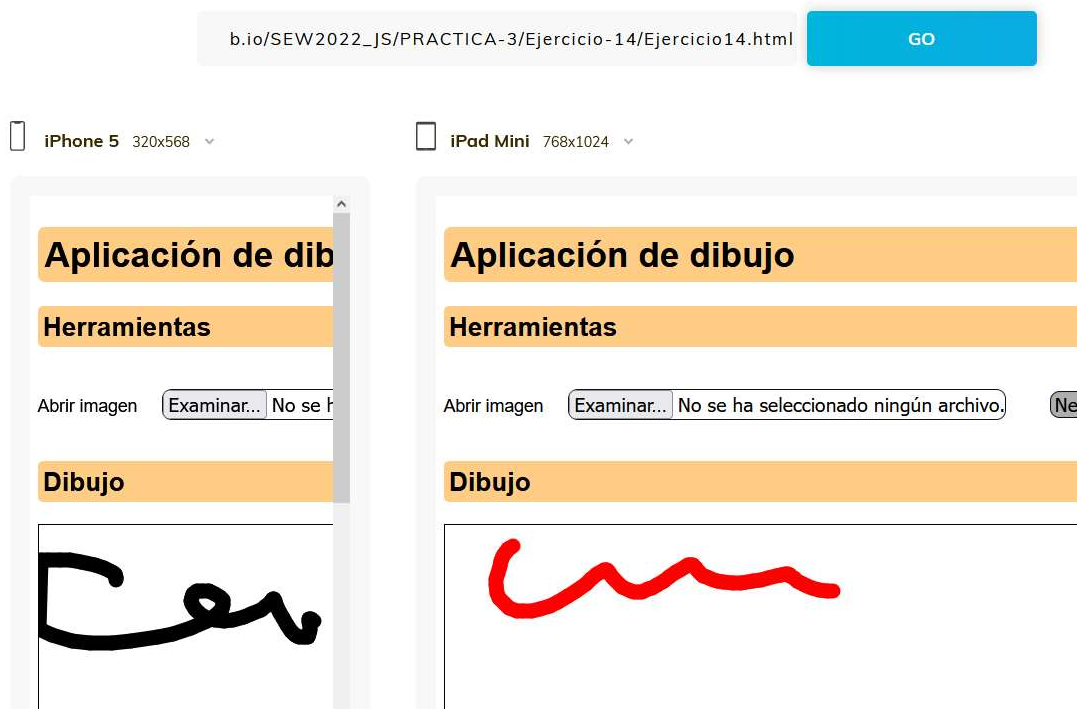 b.io/SEW2022_JS/PRACTICA-3/Ejercicio-14/Ejercicio14.html GO
iPhone 5 320x568
Aplicación de dib
Herramientas
Abrir imagen Examinar... No se h
Dibujo
iPad Mini 768x1024
Aplicación de dibujo
Herramientas
Abrir imagen Examinar... No se ha seleccionado ningún archivo. Ne
Dibujo